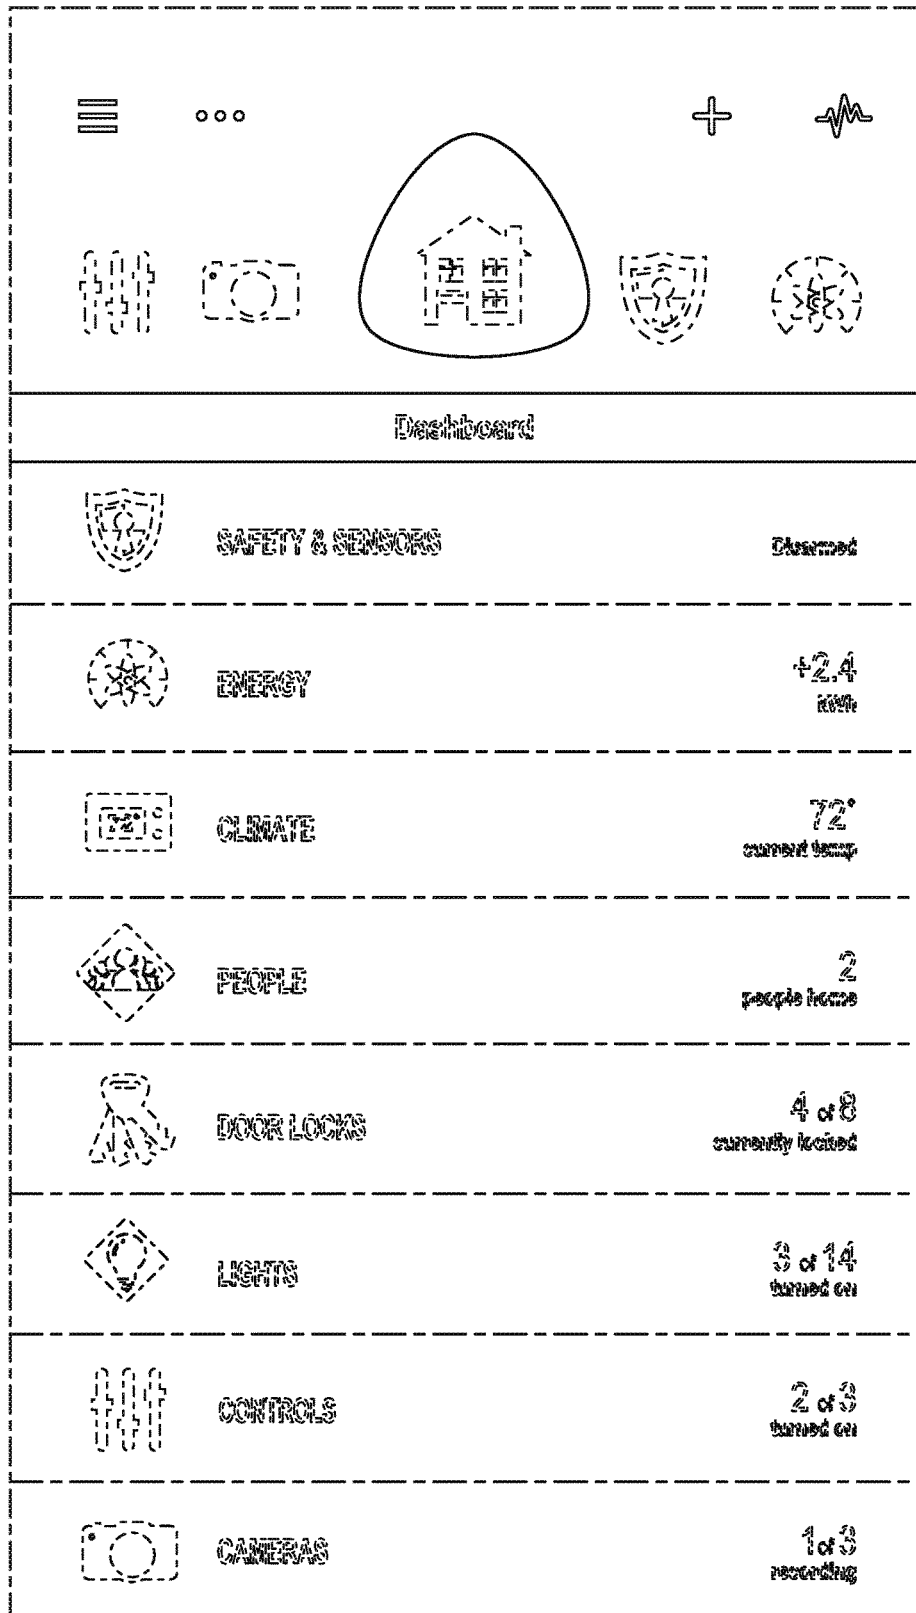 Dashboard
SAFETY & SENSORS
Disarmed
ENERGY
+2.4
kWh
72°
CLIMATE
72°
current temp
PEOPLE
2
people home
DOOR LOCKS
4 of 8
currently locked
LIGHTS
3 of 14
turned on
CONTROLS
2 of 3
turned on
CAMERAS
1 of 3
recording